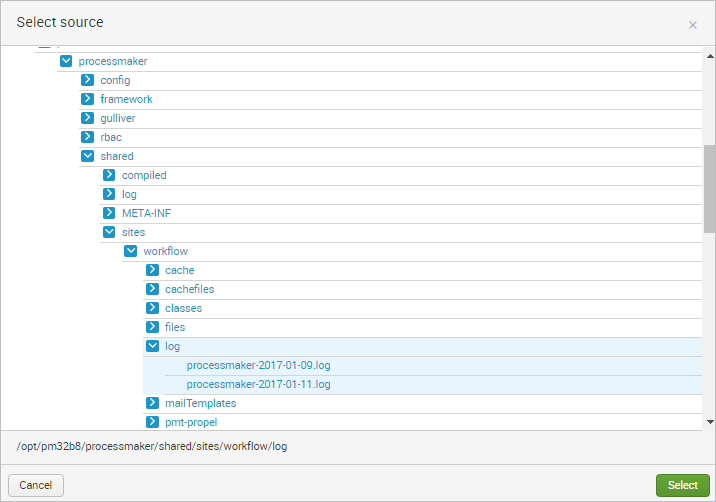 Select source
×
processmaker
config
framework
gulliver
rbac
shared
compiled
log
META-INF
sites
workflow
cache
cachefiles
classes
files
log
processmaker-2017-01-09.log
processmaker-2017-01-11.log
mailTemplates
pmt-propel
/opt/pm32b8/processmaker/shared/sites/workflow/log
Cancel
Select